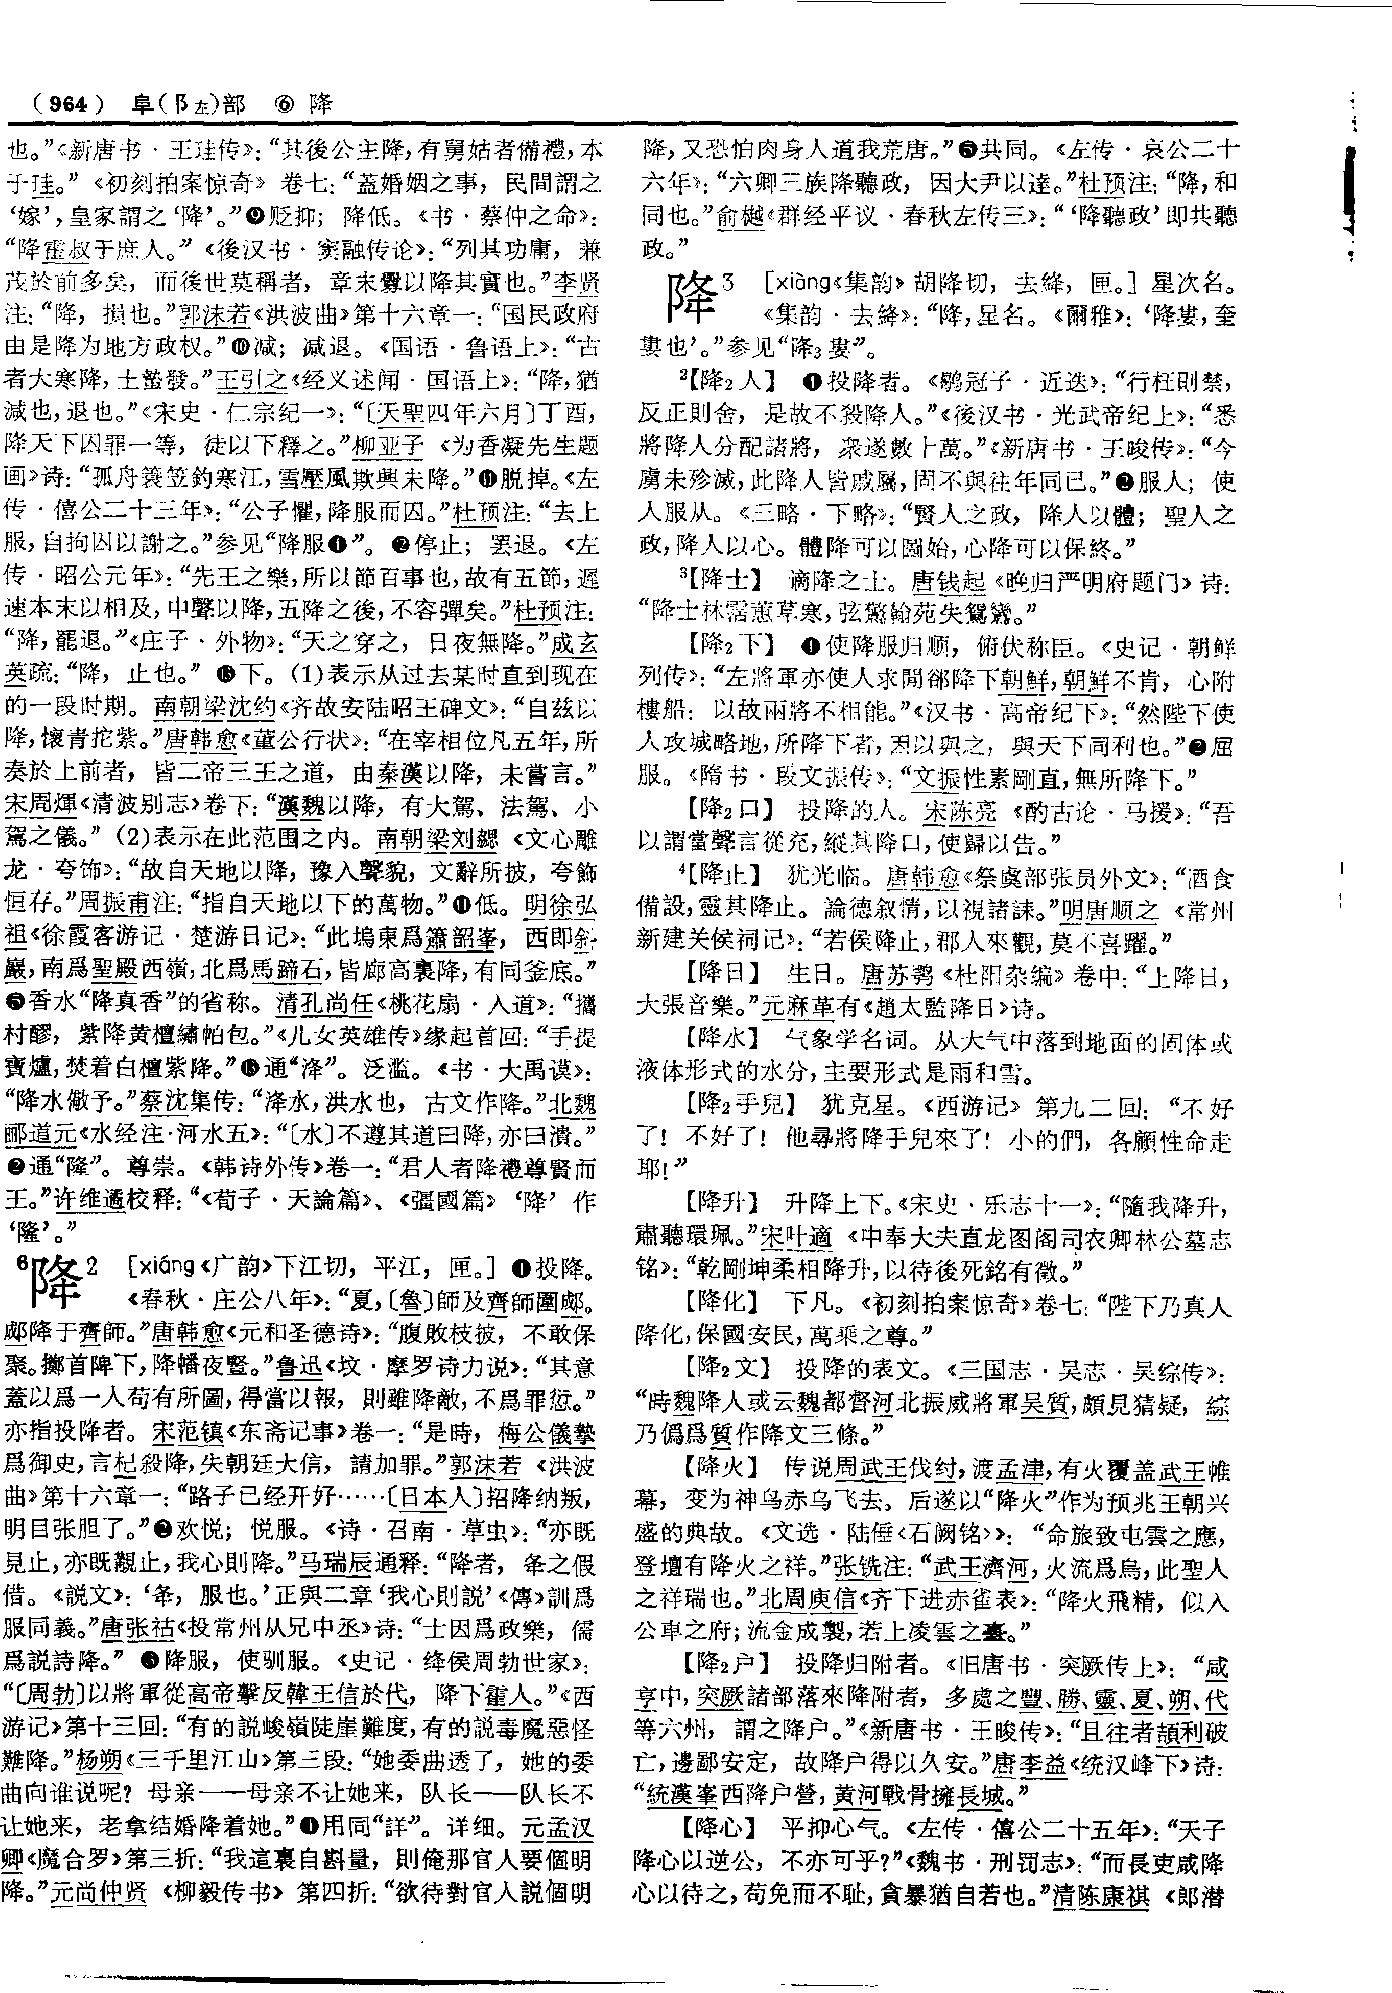 （964） 阜（阝左）部 ⑥ 降
也。”《新唐书·王珪传》：“其後公主降，有舅姑者備禮，本
于珪。”《初刻拍案惊奇》卷七：“蓋婚姻之事，民間謂之
‘嫁’，皇家謂之‘降’。”❾贬抑；降低。《书·蔡仲之命》：
“降霍叔于庶人。”《後汉书·窦融传论》：“列其功庸，兼
茂於前多矣，而後世莫稱者，章末釁以降其實也。”李贤
注：“降，损也。”郭沫若《洪波曲》第十六章一：“国民政府
由是降为地方政权。”❿减；减退。《国语·鲁语上》：“古
者大寒降，土蟄發。”王引之《经义述闻·国语上》：“降，猶
減也，退也。”《宋史·仁宗纪一》：“〔天聖四年六月〕丁酉，
降天下囚罪一等，徒以下釋之。”柳亚子《为香凝先生题
画》诗：“孤舟簑笠釣寒江，雪壓風欺興未降。”⓫脱掉。《左
传·僖公二十三年》：“公子懼，降服而囚。”杜预注：“去上
服，自拘囚以謝之。”参见“降服❶”。⓬停止；罢退。《左
传·昭公元年》：“先王之樂，所以節百事也，故有五節，遲
速本末以相及，中聲以降，五降之後，不容彈矣。”杜预注：
“降，罷退。”《庄子·外物》：“天之穿之，日夜無降。”成玄
英疏：“降，止也。”⓭下。(1)表示从过去某时直到现在
的一段时期。南朝梁沈约《齐故安陆昭王碑文》：“自兹以
降，懷青拕紫。”唐韩愈《董公行状》：“在宰相位凡五年，所
奏於上前者，皆二帝三王之道，由秦漢以降，未嘗言。”
宋周煇《清波别志》卷下：“漢魏以降，有大駕、法駕、小
駕之儀。”(2)表示在此范围之内。南朝梁刘勰《文心雕
龙·夸饰》：“故自天地以降，豫入聲貌，文辭所披，夸飾
恒存。”周振甫注：“指自天地以下的萬物。”⓮低。明徐弘
祖《徐霞客游记·楚游日记》：“此塢東爲簫韶峯，西即斜
巖，南爲聖殿西嶺，北爲馬蹄石，皆廊高裏降，有同釜底。”
⓯香水“降真香”的省称。清孔尚任《桃花扇·入道》：“攜
村醪，紫降黄檀繡帕包。”《儿女英雄传》缘起首回：“手提
寶爐，焚着白檀紫降。”⓰通“洚”。泛滥。《书·大禹谟》：
“降水儆予。”蔡沈集传：“洚水，洪水也，古文作降。”北魏
郦道元《水经注·河水五》：“〔水〕不遵其道曰降，亦曰潰。”
⓱通“隆”。尊崇。《韩诗外传》卷一：“君人者降禮尊賢而
王。”许维遹校释：“《荀子·天論篇》、《彊國篇》‘降’作
‘隆’。”
⁶降2 [xiáng《广韵》下江切，平江，匣。] ❶投降。
《春秋·庄公八年》：“夏，〔魯〕師及齊師圍郕。
郕降于齊師。”唐韩愈《元和圣德诗》：“腹敗枝披，不敢保
聚。擲首陴下，降幡夜豎。”鲁迅《坟·摩罗诗力说》：“其意
蓋以爲一人苟有所圖，得當以報，則雖降敵，不爲罪愆。”
亦指投降者。宋范镇《东斋记事》卷一：“是時，梅公儀摯
爲御史，言杞殺降，失朝廷大信，請加罪。”郭沫若《洪波
曲》第十六章一：“路子已经开好……〔日本人〕招降纳叛，
明目张胆了。”❷欢悦；悦服。《诗·召南·草虫》：“亦既
見止，亦既覯止，我心則降。”马瑞辰通释：“降者，夅之假
借。《說文》：‘夅，服也。’正與二章‘我心則説’《傳》訓爲
服同義。”唐张祜《投常州从兄中丞》诗：“士因爲政樂，儒
爲説詩降。”❸降服，使驯服。《史记·绛侯周勃世家》：
“〔周勃〕以將軍從高帝擊反韓王信於代，降下霍人。”《西
游记》第十三回：“有的説峻嶺陡崖難度，有的説毒魔惡怪
難降。”杨朔《三千里江山》第三段：“她委曲透了，她的委
曲向谁说呢？母亲——母亲不让她来，队长——队长不
让她来，老拿结婚降着她。”❹用同“詳”。详细。元孟汉
卿《魔合罗》第三折：“我這裏自斟量，則俺那官人要個明
降。”元尚仲贤《柳毅传书》第四折：“欲待對官人説個明
降，又恐怕肉身人道我荒唐。”❺共同。《左传·哀公二十
六年》：“六卿三族降聽政，因大尹以達。”杜预注：“降，和
同也。”俞樾《群经平议·春秋左传三》：“‘降聽政’即共聽
政。”
降3 [xiàng《集韵》胡降切，去絳，匣。] 星次名。
《集韵·去絳》：“降，星名。《爾雅》：‘降婁，奎
婁也’。”参见“降₃娄”。
²【降₂人】 ❶投降者。《鹖冠子·近迭》：“行枉則禁，
反正則舍，是故不殺降人。”《後汉书·光武帝纪上》：“悉
將降人分配諸將，衆遂數十萬。”《新唐书·王晙传》：“今
虜未殄滅，此降人皆戚屬，固不與往年同已。”❷服人；使
人服从。《三略·下略》：“賢人之政，降人以體；聖人之
政，降人以心。體降可以圖始，心降可以保終。”
³【降士】 谪降之士。唐钱起《晚归严明府题门》诗：
“降士林霑蕙草寒，弦驚翰苑失鴛鸞。”
【降₂下】 ❶使降服归顺，俯伏称臣。《史记·朝鲜
列传》：“左將軍亦使人求閒郤降下朝鮮，朝鮮不肯，心附
樓船：以故兩將不相能。”《汉书·高帝纪下》：“然陛下使
人攻城略地，所降下者，因以與之，與天下同利也。”❷屈
服。《隋书·段文振传》：“文振性素剛直，無所降下。”
【降₂口】 投降的人。宋陈亮《酌古论·马援》：“吾
以謂當聲言從充，縱其降口，使歸以告。”
⁴【降止】 犹光临。唐韩愈《祭虞部张员外文》：“酒食
備設，靈其降止。論德叙情，以視諸誄。”明唐顺之《常州
新建关侯祠记》：“若侯降止，郡人來觀，莫不喜躍。”
【降日】 生日。唐苏鹗《杜阳杂编》卷中：“上降日，
大張音樂。”元麻革有《趙太監降日》诗。
【降水】 气象学名词。从大气中落到地面的固体或
液体形式的水分，主要形式是雨和雪。
【降₂手兒】 犹克星。《西游记》第九二回：“不好
了！不好了！他尋將降手兒來了！小的們，各顧性命走
耶！”
【降升】 升降上下。《宋史·乐志十一》：“隨我降升，
肅聽環珮。”宋叶適《中奉大夫直龙图阁司农卿林公墓志
铭》：“乾剛坤柔相降升，以待後死銘有徵。”
【降化】 下凡。《初刻拍案惊奇》卷七：“陛下乃真人
降化，保國安民，萬乘之尊。”
【降₂文】 投降的表文。《三国志·吴志·吴综传》：
“時魏降人或云魏都督河北振威將軍吴質，頗見猜疑，綜
乃僞爲質作降文三條。”
【降火】 传说周武王伐纣，渡孟津，有火覆盖武王帷
幕，变为神乌赤乌飞去。后遂以“降火”作为预兆王朝兴
盛的典故。《文选·陆倕〈石阙铭〉》：“命旅致屯雲之應，
登壇有降火之祥。”张铣注：“武王濟河，火流爲烏，此聖人
之祥瑞也。”北周庾信《齐王进赤雀表》：“降火飛精，似入
公車之府；流金成製，若上凌雲之臺。”
【降₂户】 投降归附者。《旧唐书·突厥传上》：“咸
亨中，突厥諸部落來降附者，多處之豐、勝、靈、夏、朔、代
等六州，謂之降户。”《新唐书·王晙传》：“且往者頡利破
亡，邊鄙安定，故降户得以久安。”唐李益《统汉峰下》诗：
“統漢峯西降户營，黄河戰骨擁長城。”
【降心】 平抑心气。《左传·僖公二十五年》：“天子
降心以逆公，不亦可乎？”《魏书·刑罚志》：“而長吏咸降
心以待之，苟免而不耻，貪暴猶自若也。”清陈康祺《郎潜